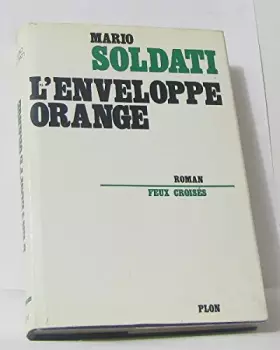 MARIO
SOLDATI
L'ENVELOPPE
ORANGE
ROMAN
FEUX CROISÉS
PLON